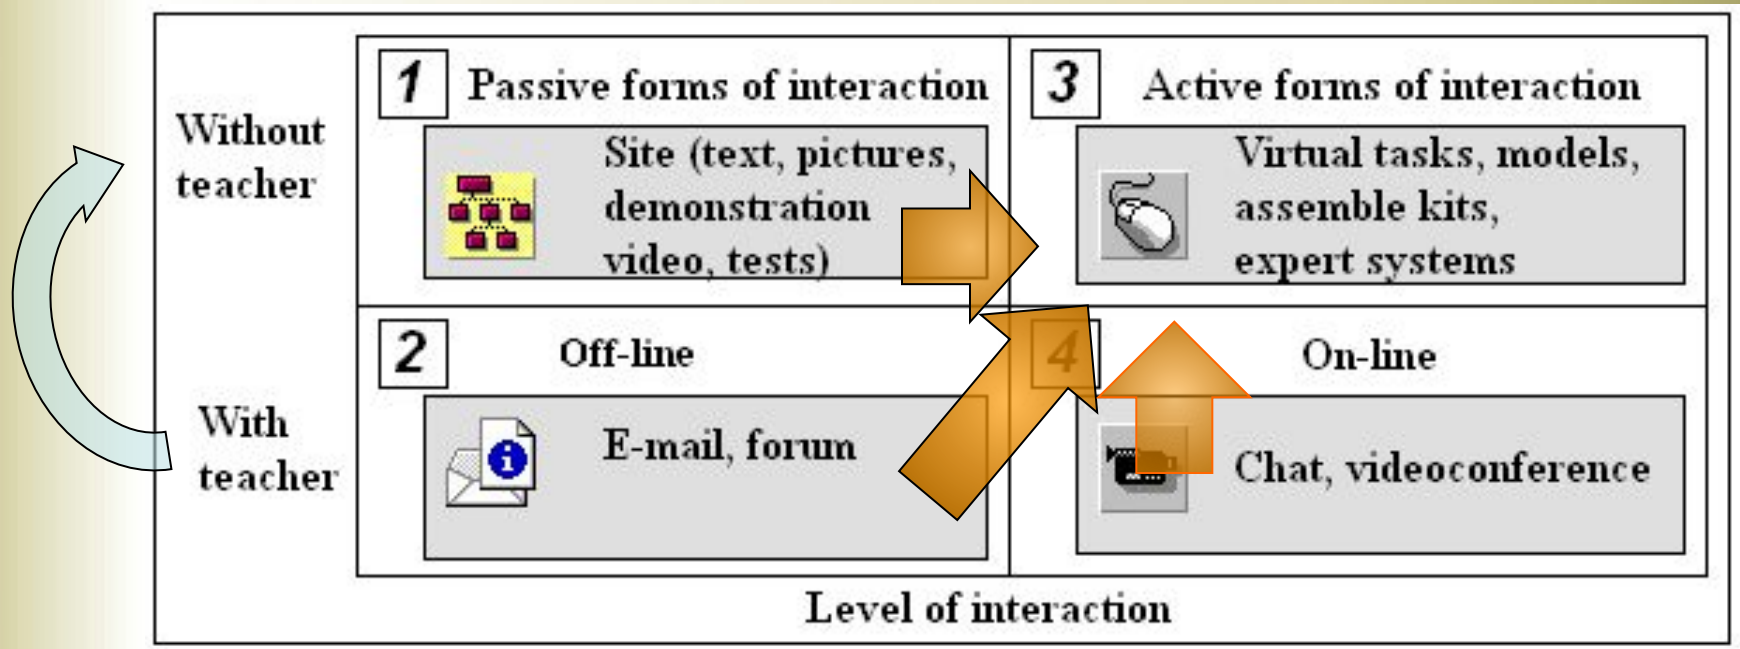 Without
teacher
1
Passive forms of interaction
Site (text, pictures,
demonstration
video, tests)
3
Active forms of interaction
Virtual tasks, models,
assemble kits,
expert systems
With
teacher
2
Off-line
E-mail, forum
4
On-line
Chat, videoconference
Level of interaction